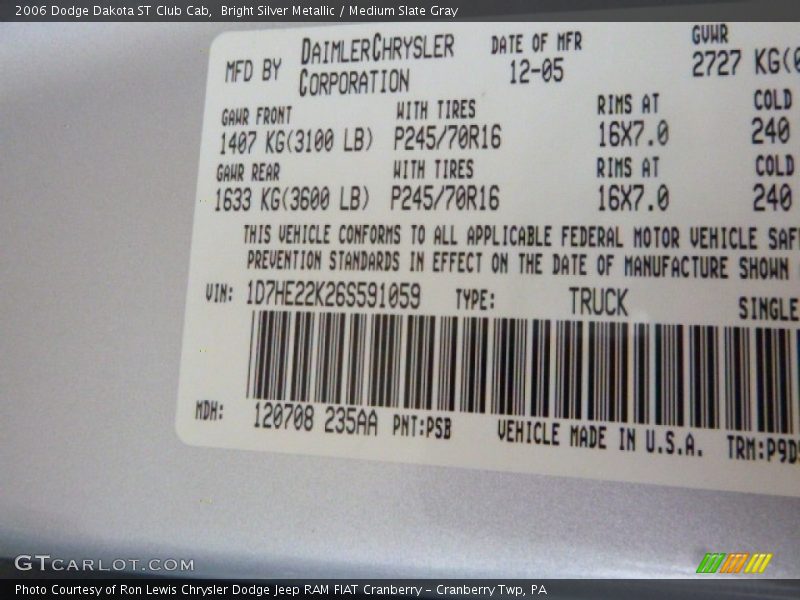 2006 Dodge Dakota ST Club Cab, Bright Silver Metallic / Medium Slate Gray
MFD BY DAIMLERCHRYSLER CORPORATION DATE OF MFR 12-05 GVWR 2727 KG(
GAWR FRONT WITH TIRES RIMS AT COLD
1407 KG(3100 LB) P245/70R16 16X7.0 240
GAWR REAR WITH TIRES RIMS AT COLD
1633 KG(3600 LB) P245/70R16 16X7.0 240
THIS VEHICLE CONFORMS TO ALL APPLICABLE FEDERAL MOTOR VEHICLE SAF
PREVENTION STANDARDS IN EFFECT ON THE DATE OF MANUFACTURE SHOWN
VIN: 1D7HE22K26S591059 TYPE: TRUCK SINGLE
MDH: 120708 235AA PNT:PSB VEHICLE MADE IN U.S.A. TRM:P9D
GTCARLOT.COM
Photo Courtesy of Ron Lewis Chrysler Dodge Jeep RAM FIAT Cranberry - Cranberry Twp, PA